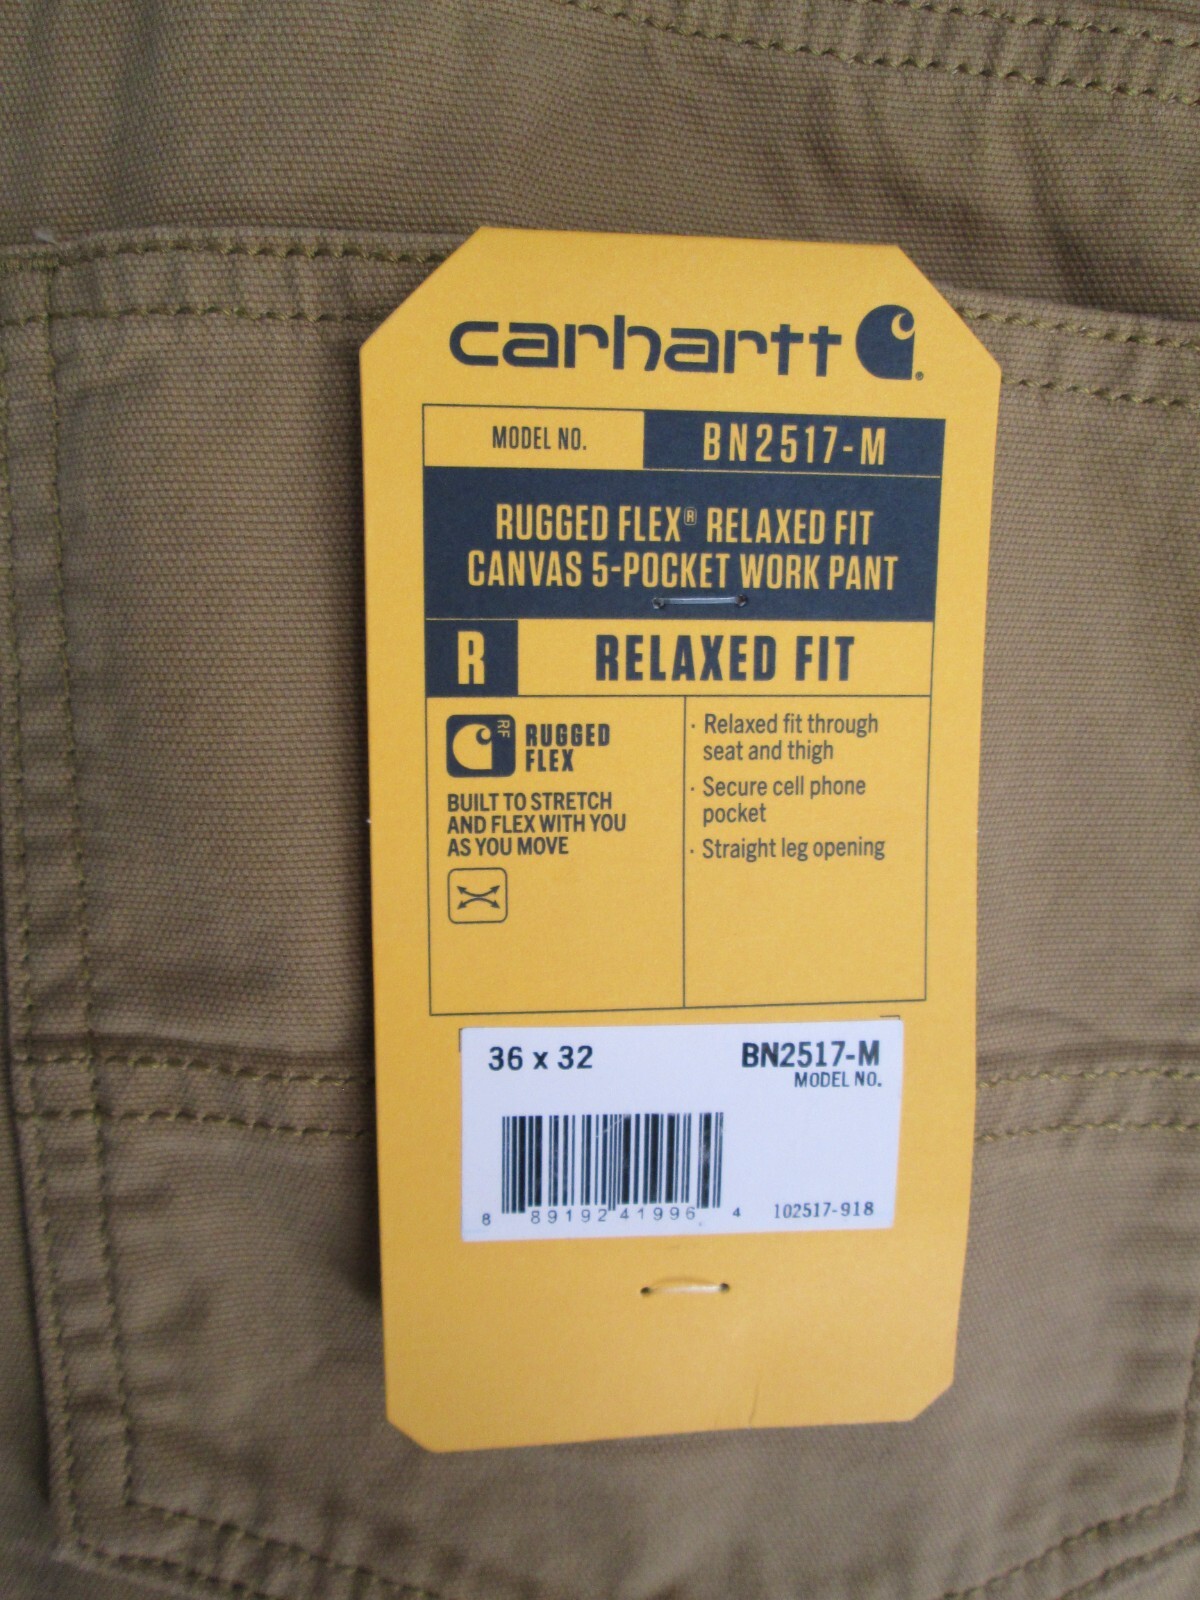 carhartt
MODEL NO. BN2517-M
RUGGED FLEX® RELAXED FIT
CANVAS 5-POCKET WORK PANT
R RELAXED FIT
RF
RUGGED
FLEX
BUILT TO STRETCH
AND FLEX WITH YOU
AS YOU MOVE
· Relaxed fit through
seat and thigh
· Secure cell phone
pocket
· Straight leg opening
36 x 32 BN2517-M
MODEL NO.
8 89192 41996 4 102517-918